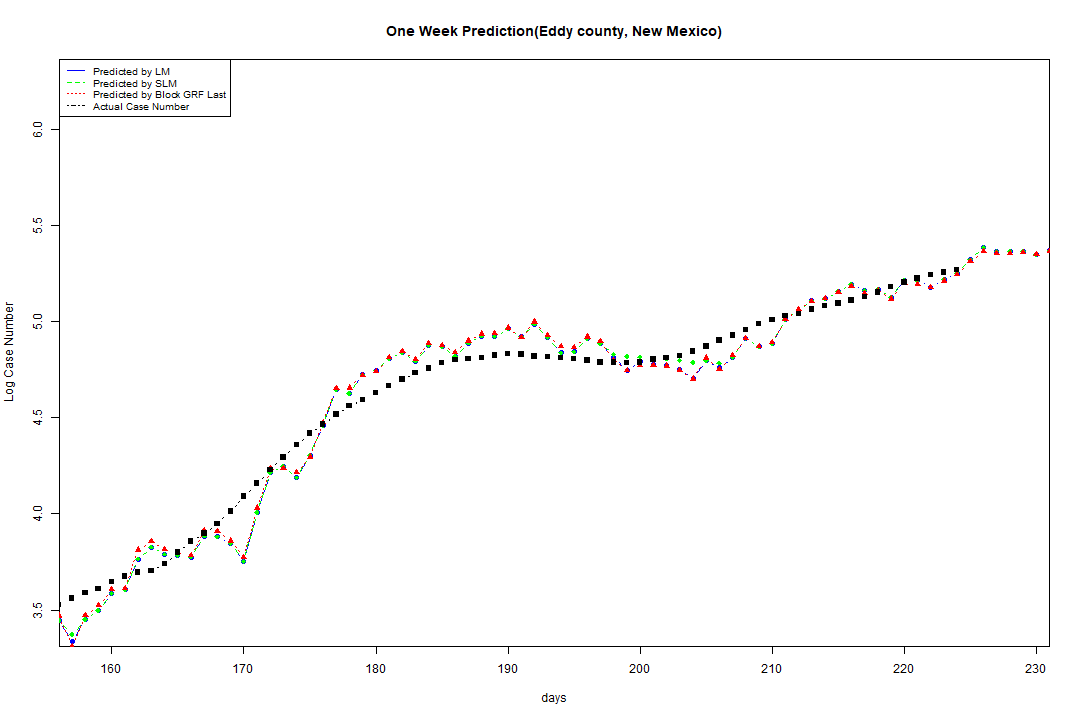 One Week Prediction(Eddy county, New Mexico)
Predicted by LM
Predicted by SLM
Predicted by Block GRF Last
Actual Case Number
6.0
5.5
5.0
4.5
4.0
3.5
Log Case Number
160 170 180 190 200 210 220 230
days